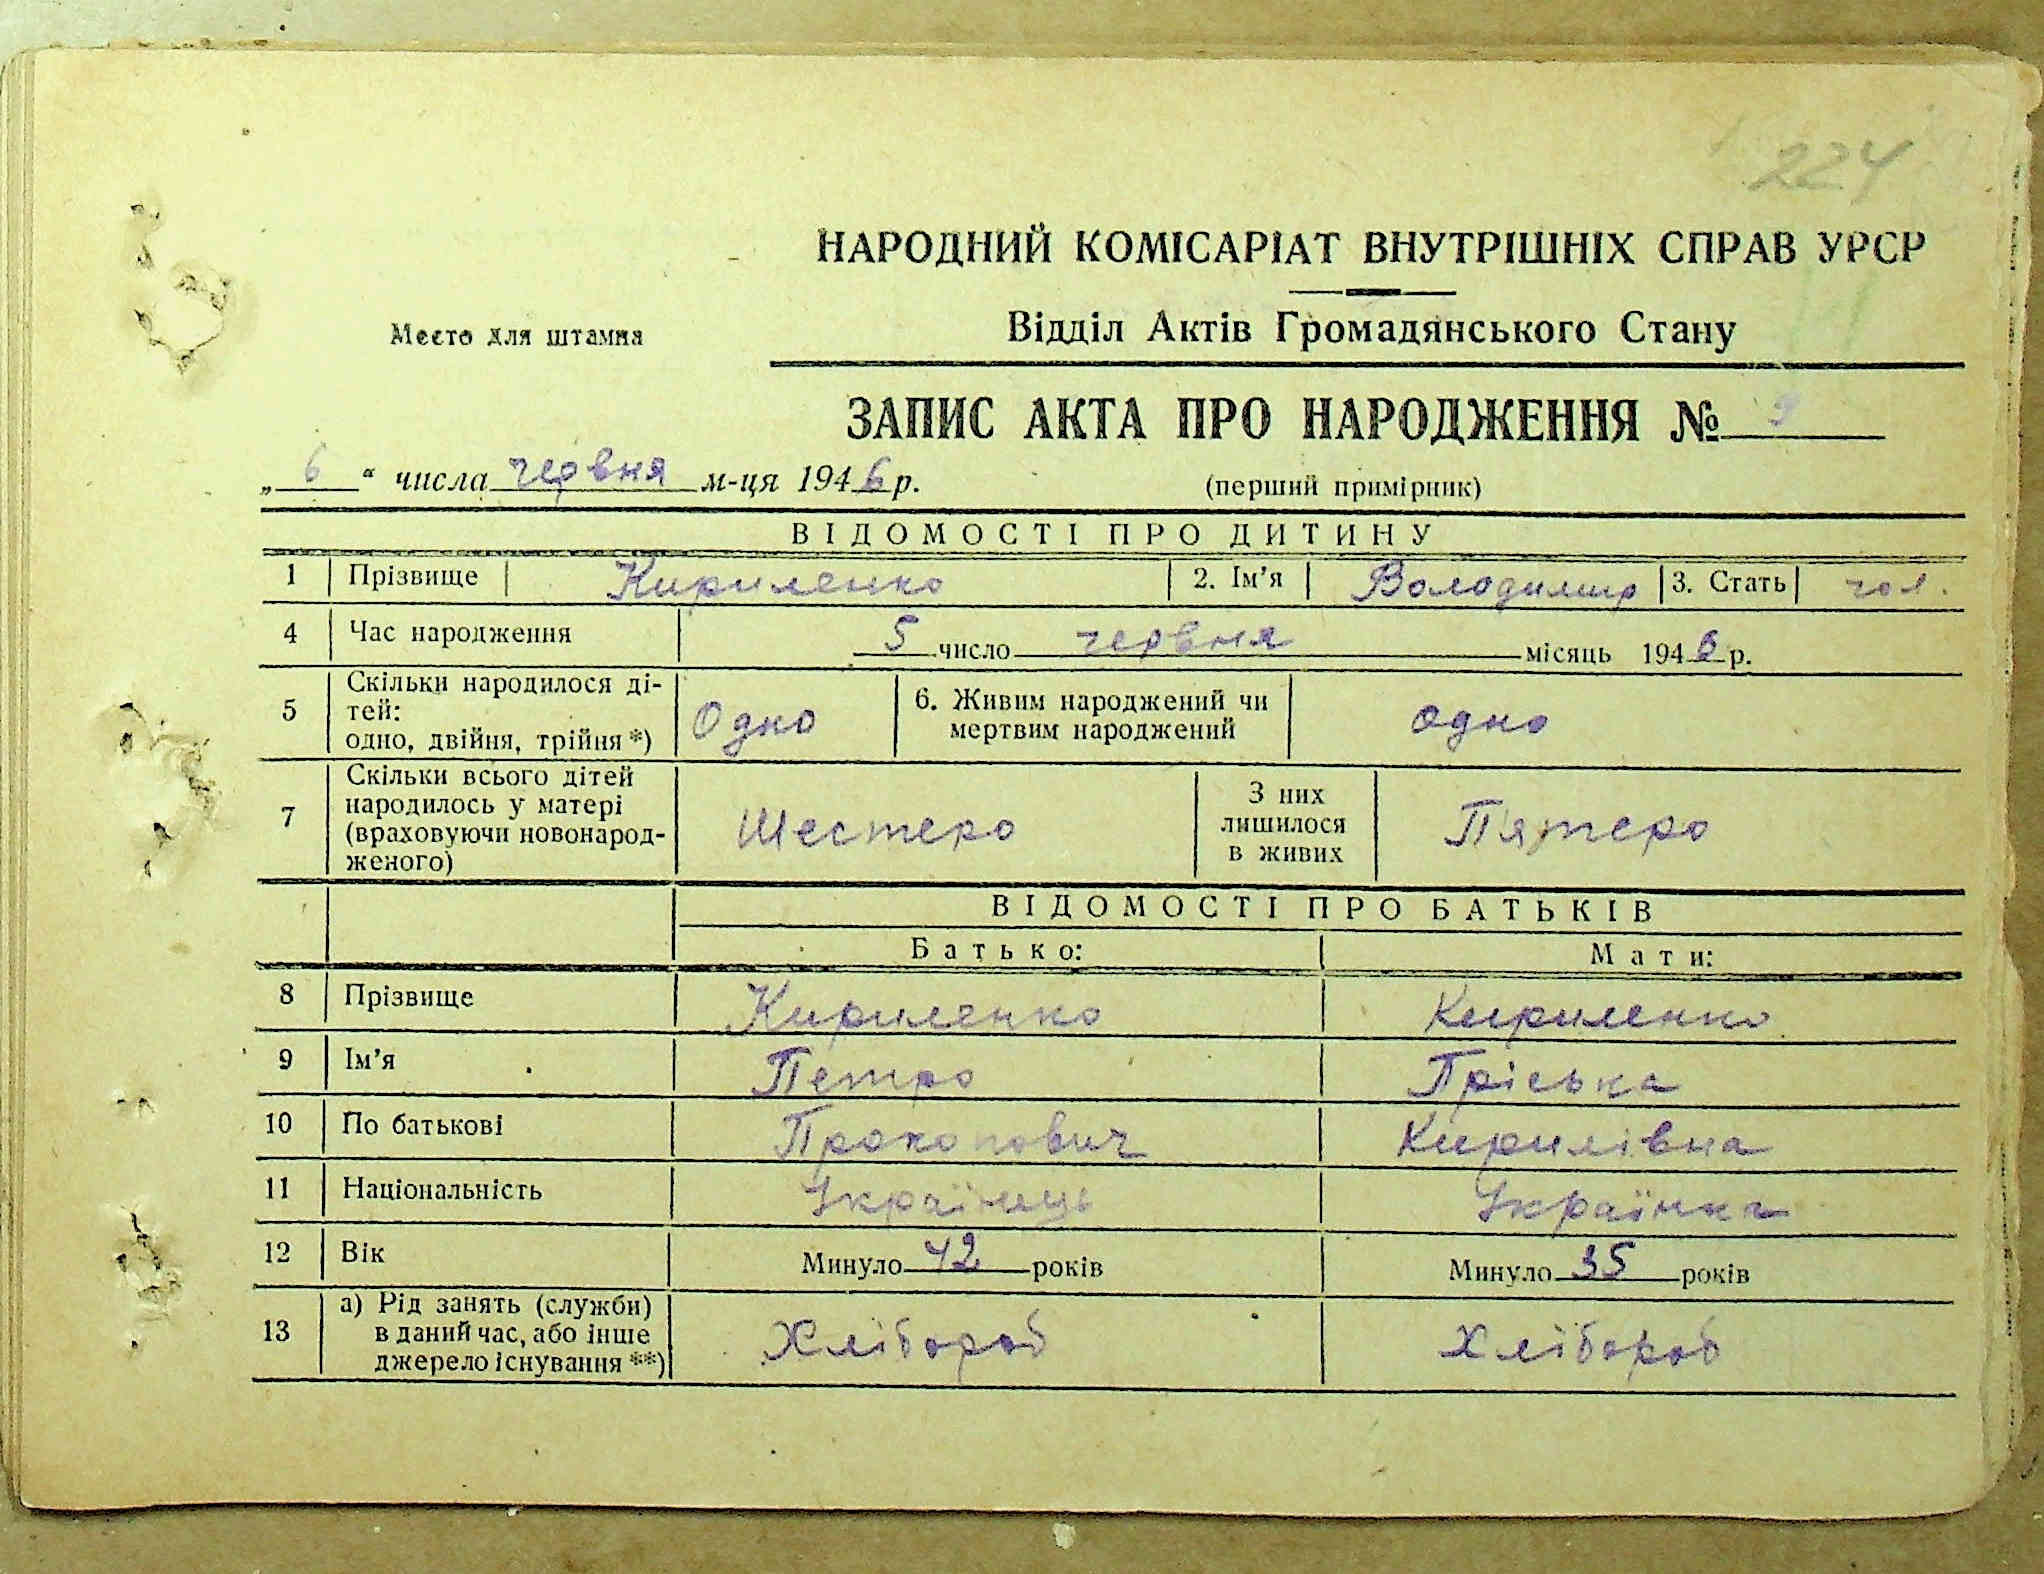 224
НАРОДНИЙ КОМІСАРІАТ ВНУТРІШНІХ СПРАВ УРСР
Место для штампа
Відділ Актів Громадянського Стану
ЗАПИС АКТА ПРО НАРОДЖЕННЯ № 9
„6“ числа червня м-ця 1946 р.
(перший примірник)
ВІДОМОСТІ ПРО ДИТИНУ
1 Прізвище Кириленко 2. Ім’я Володимир 3. Стать чол.
4 Час народження 5 число червня місяць 1946 р.
5 Скільки народилося ді-
тей:
одно, двійня, трійня *) Одно
6. Живим народжений чи
мертвим народжений одно
7 Скільки всього дітей
народилось у матері
(враховуючи новонарод-
женого) Шестеро
З них
лишилося
в живих Пятеро
ВІДОМОСТІ ПРО БАТЬКІВ
Батько: Мати:
8 Прізвище Кириленко Кириленко
9 Ім’я Петро Пріська
10 По батькові Прокопович Кирилівна
11 Національність Українець Українка
12 Вік Минуло 42 років Минуло 35 років
13 а) Рід занять (служби)
в даний час, або інше
джерело існування **) Хлібороб Хлібороб